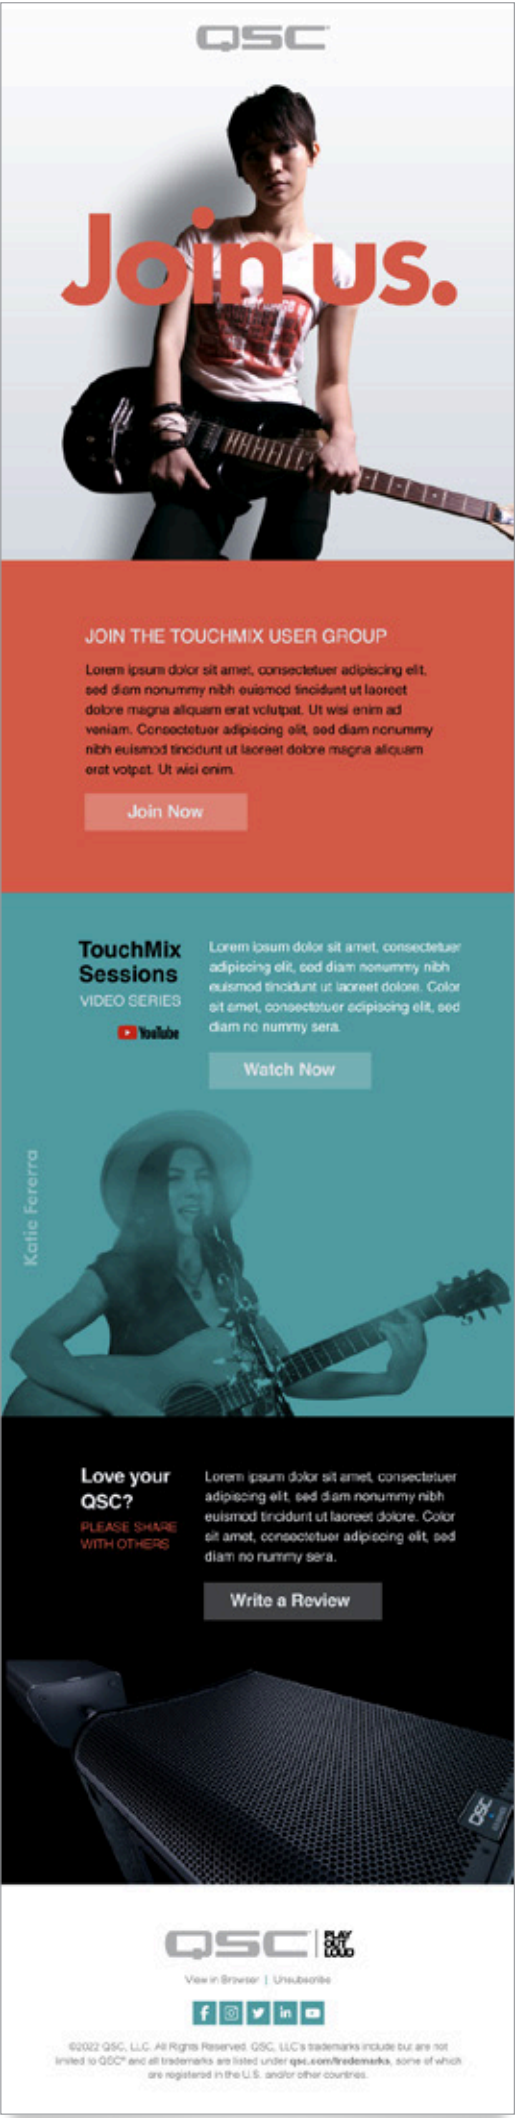 QSC
Join us.
JOIN THE TOUCHMIX USER GROUP
Lorem ipsum dolor sit amet, consectetuer adipiscing elit,
sed diam nonummy nibh euismod tincidunt ut laoreet
dolore magna aliquam erat volutpat. Ut wisi enim ad
veniam. Consectetuer adipiscing elit, sed diam nonummy
nibh euismod tincidunt ut laoreet dolore magna aliquam
erat volpat. Ut wisi enim.
Join Now
TouchMix
Sessions
VIDEO SERIES
YouTube
Lorem ipsum dolor sit amet, consectetuer
adipiscing elit, sed diam nonummy nibh
euismod tincidunt ut laoreet dolore. Color
sit amet, consectetuer adipiscing elit, sed
diam no nummy sera.
Watch Now
Katie Fererra
Love your
QSC?
PLEASE SHARE
WITH OTHERS
Lorem ipsum dolor sit amet, consectetuer
adipiscing elit, sed diam nonummy nibh
euismod tincidunt ut laoreet dolore. Color
sit amet, consectetuer adipiscing elit, sed
diam no nummy sera.
Write a Review
QSC
QSC
PLAY
OUT
LOUD
View in Browser | Unsubscribe
©2022 QSC, LLC. All Rights Reserved. QSC, LLC's trademarks include but are not
limited to QSC® and all trademarks are listed under qsc.com/trademarks, some of which
are registered in the U.S. and/or other countries.